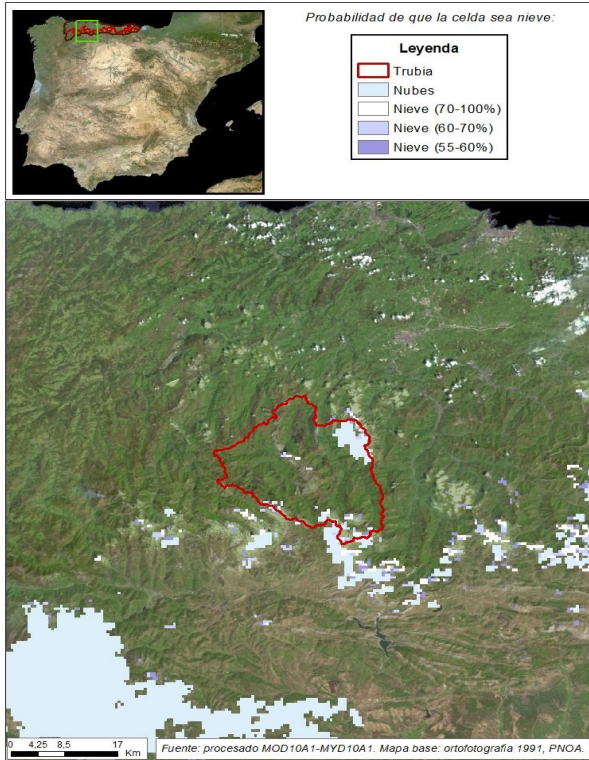 Probabilidad de que la celda sea nieve:
Leyenda
Trubia
Nubes
Nieve (70-100%)
Nieve (60-70%)
Nieve (55-60%)
0 4,25 8,5 17
Km
Fuente: procesado MOD10A1-MYD10A1. Mapa base: ortofotografía 1991, PNOA.